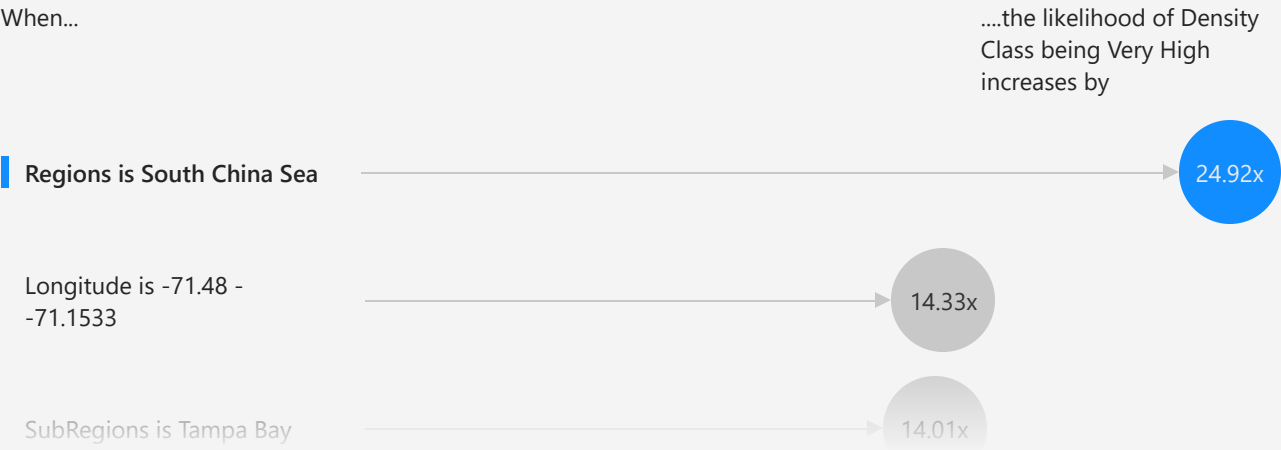 When...
....the likelihood of Density
Class being Very High
increases by
Regions is South China Sea
24.92x
Longitude is -71.48 -
-71.1533
14.33x
SubRegions is Tampa Bay
14.01x